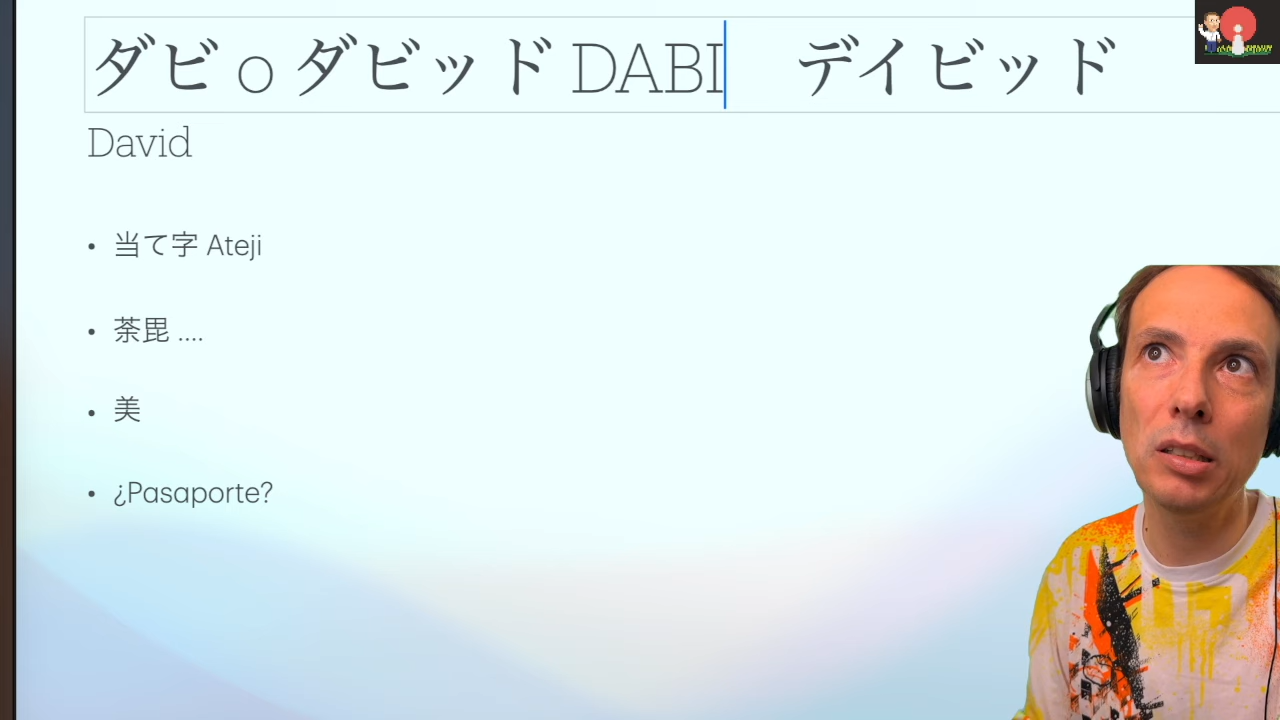 ダビ o ダビッド DABI　デイビッド
David
• 当て字 Ateji
• 荼毘 ....
• 美
• ¿Pasaporte?